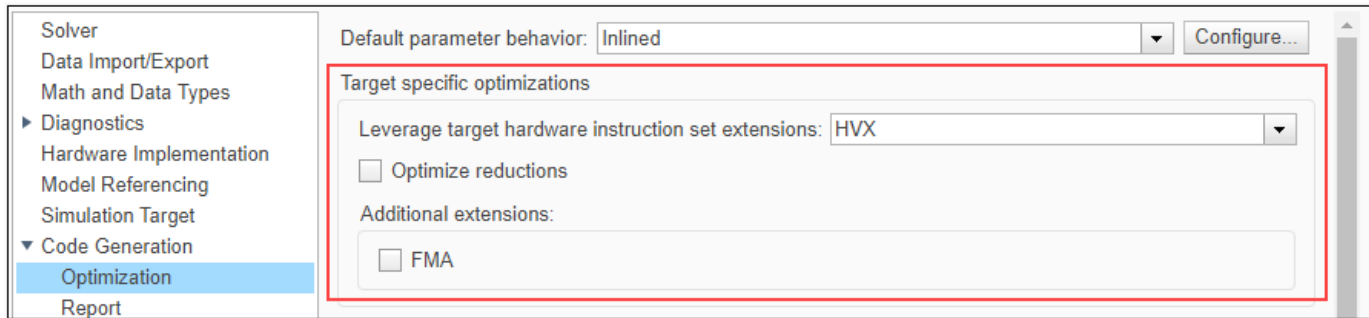 Solver
Data Import/Export
Math and Data Types
Diagnostics
Hardware Implementation
Model Referencing
Simulation Target
Code Generation
Optimization
Report
Default parameter behavior: Inlined Configure...
Target specific optimizations
Leverage target hardware instruction set extensions: HVX
Optimize reductions
Additional extensions:
FMA